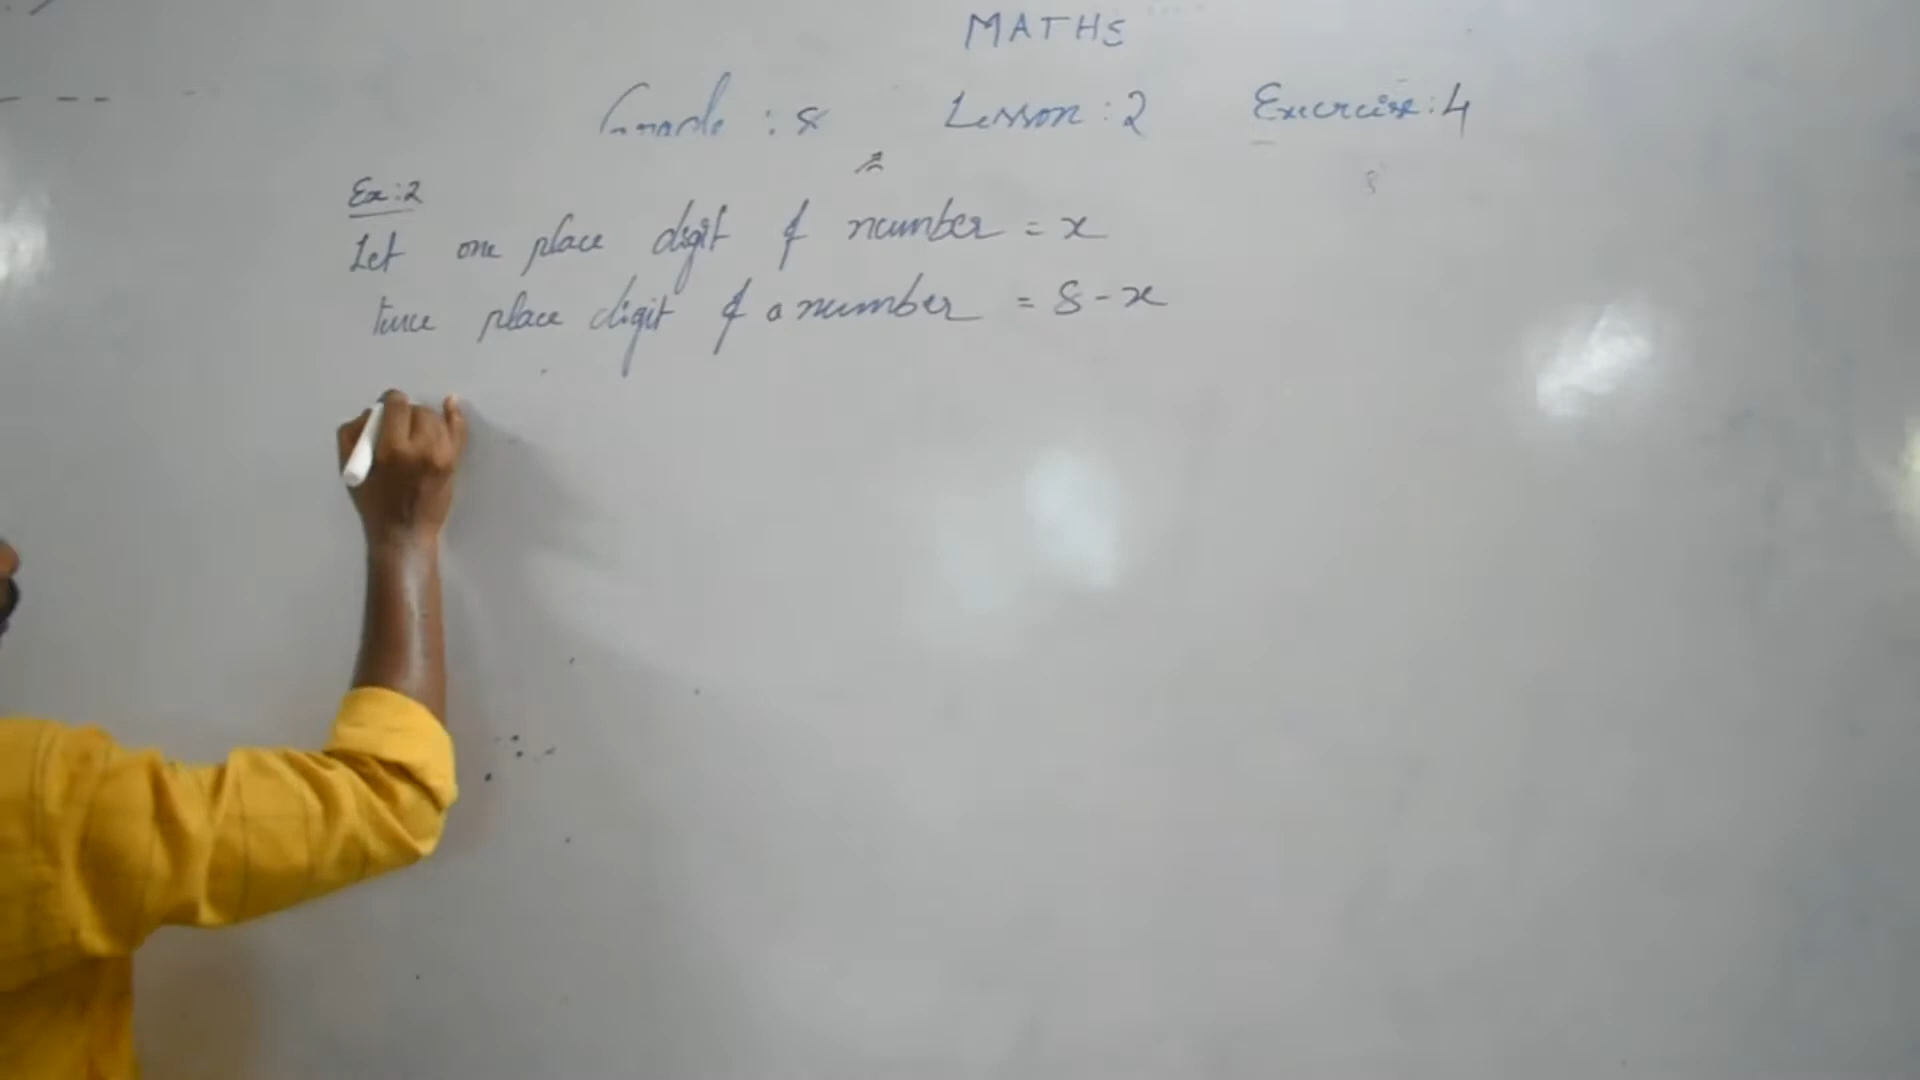 MATHS
Grade : 8 Lesson : 2 Exercise : 4
Ex : 2
Let one place digit of number = x
place digit of a number = 8 - x